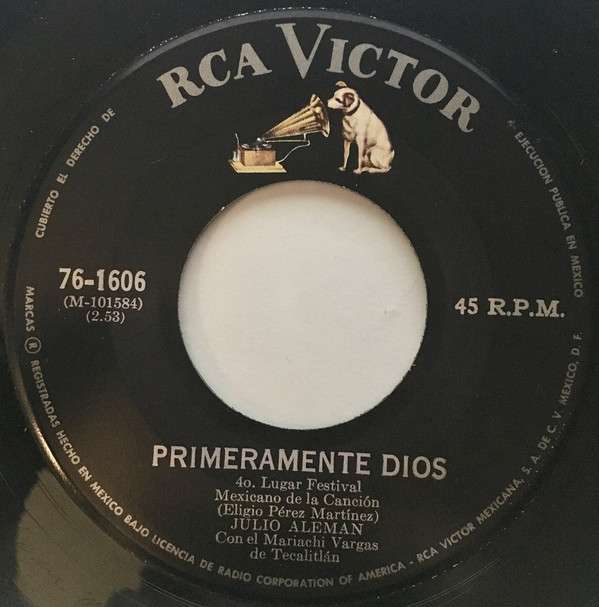 RCA VICTOR
CUBIERTO EL DERECHO DE
EJECUCION PUBLICA EN MEXICO
76-1606
(M-101584)
(2.53)
45 R.P.M.
PRIMERAMENTE DIOS
4o. Lugar Festival
Mexicano de la Canción
(Eligio Pérez Martínez)
JULIO ALEMAN
Con el Mariachi Vargas
de Tecalitlán
MARCAS ® REGISTRADAS HECHO EN MEXICO BAJO LICENCIA DE RADIO CORPORATION OF AMERICA - RCA VICTOR MEXICANA, S. A. DE C. V. MEXICO, D. F.